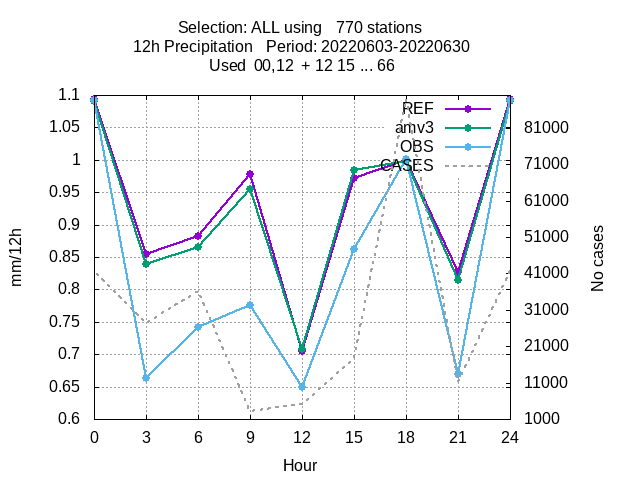 Selection: ALL using   770 stations
12h Precipitation   Period: 20220603-20220630
Used  00,12  + 12 15 ... 66
1.1
1.05
1
0.95
0.9
0.85
0.8
0.75
0.7
0.65
0.6
mm/12h
REF
anv3
OBS
CASES
81000
71000
61000
51000
41000
31000
21000
11000
1000
No cases
0 3 6 9 12 15 18 21 24
Hour